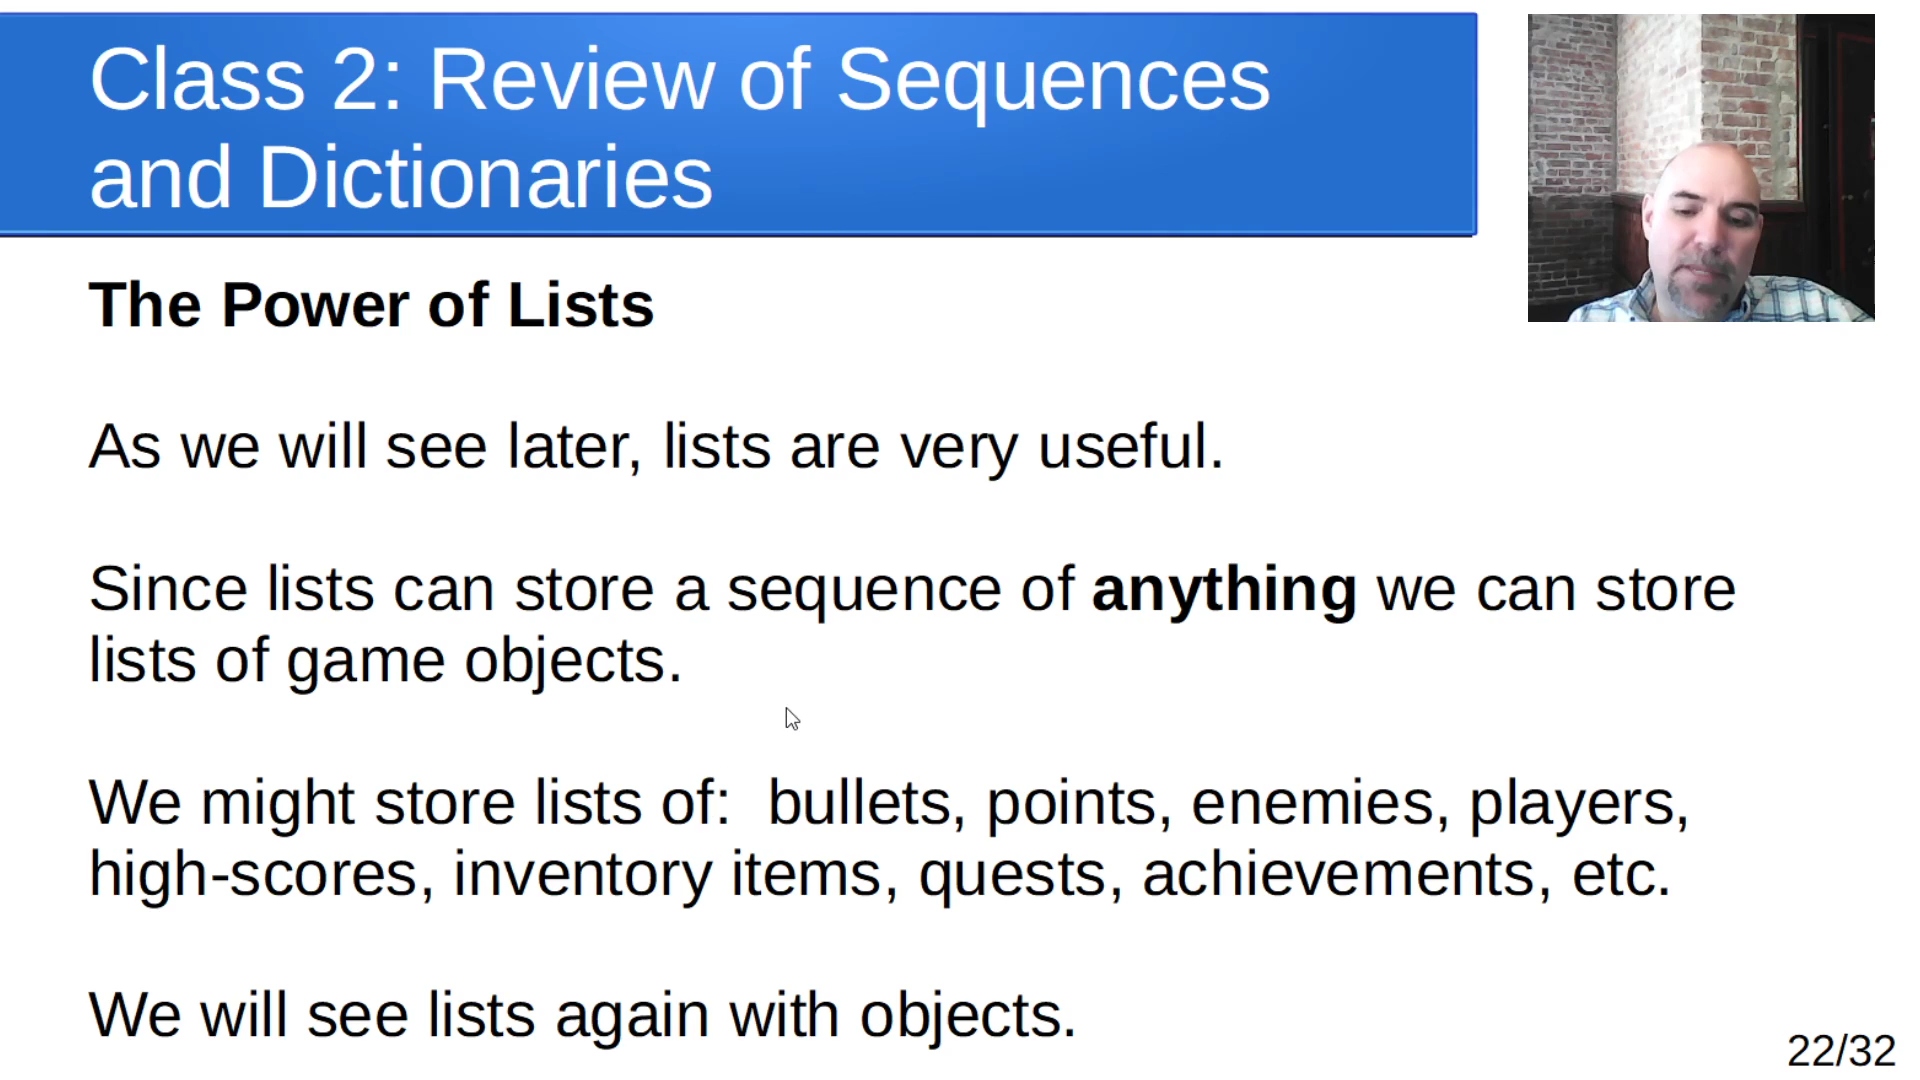 Class 2: Review of Sequences
and Dictionaries
The Power of Lists
As we will see later, lists are very useful.
Since lists can store a sequence of anything we can store
lists of game objects.
We might store lists of:  bullets, points, enemies, players,
high-scores, inventory items, quests, achievements, etc.
We will see lists again with objects.
22/32